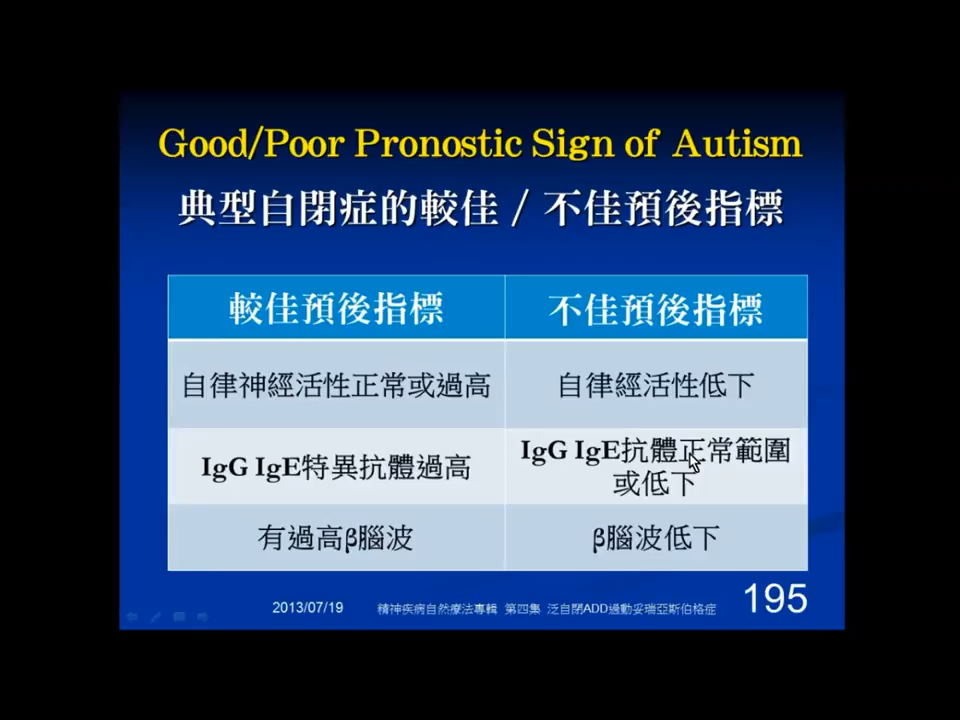 Good/Poor Pronostic Sign of Autism
典型自閉症的較佳 / 不佳預後指標
較佳預後指標
不佳預後指標
自律神經活性正常或過高
自律經活性低下
IgG IgE特異抗體過高
IgG IgE抗體正常範圍
或低下
有過高β腦波
β腦波低下
2013/07/19
精神疾病自然療法專輯 第四集 泛自閉ADD過動妥瑞亞斯伯格症
195